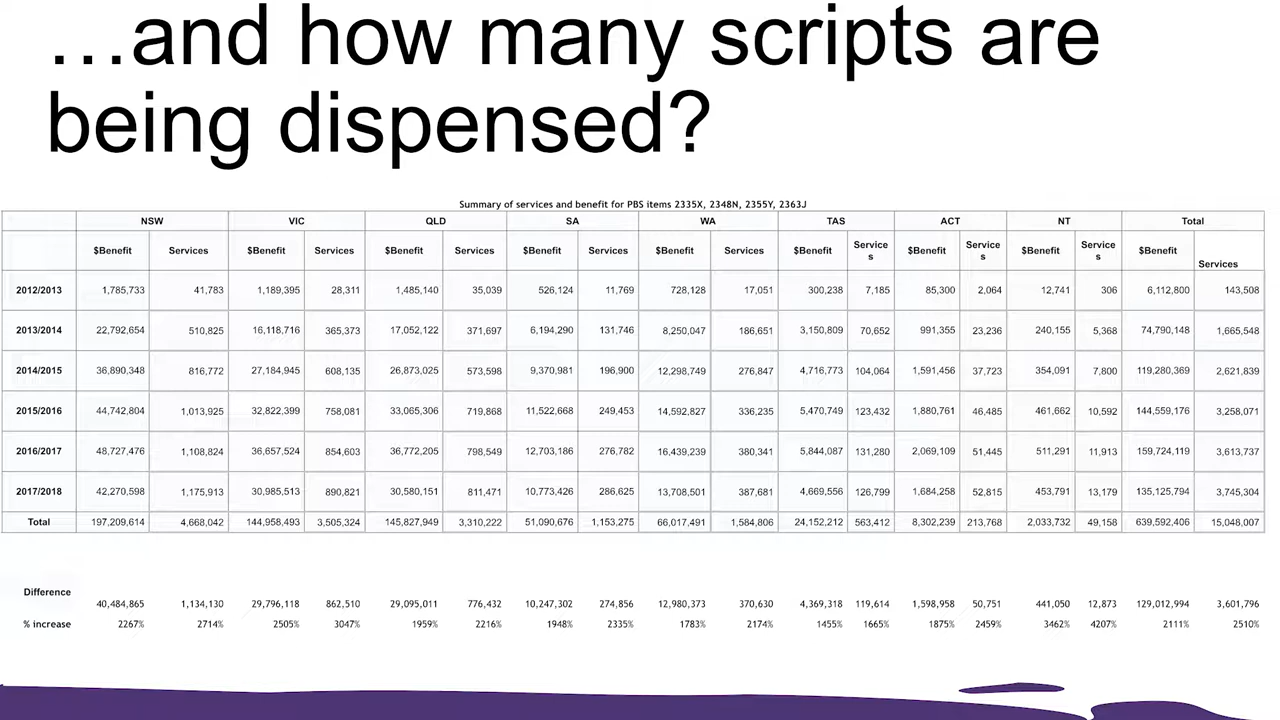 …and how many scripts are
being dispensed?
Summary of services and benefit for PBS items 2335X, 2348N, 2355Y, 2363J
NSW VIC QLD SA WA TAS ACT NT Total
$Benefit Services $Benefit Services $Benefit Services $Benefit Services $Benefit Services $Benefit Service s $Benefit Service s $Benefit Service s $Benefit Services
2012/2013 1,785,733 41,783 1,189,395 28,311 1,485,140 35,039 526,124 11,769 728,128 17,051 300,238 7,185 85,300 2,064 12,741 306 6,112,800 143,508
2013/2014 22,792,654 510,825 16,118,716 365,373 17,052,122 371,697 6,194,290 131,746 8,250,047 186,651 3,150,809 70,652 991,355 23,236 240,155 5,368 74,790,148 1,665,548
2014/2015 36,890,348 816,772 27,184,945 608,135 26,873,025 573,598 9,370,981 196,900 12,298,749 276,847 4,716,773 104,064 1,591,456 37,723 354,091 7,800 119,280,369 2,621,839
2015/2016 44,742,804 1,013,925 32,822,399 758,081 33,065,306 719,868 11,522,668 249,453 14,592,827 336,235 5,470,749 123,432 1,880,761 46,485 461,662 10,592 144,559,176 3,258,071
2016/2017 48,727,476 1,108,824 36,657,524 854,603 36,772,205 798,549 12,703,186 276,782 16,439,239 380,341 5,844,087 131,280 2,069,109 51,445 511,291 11,913 159,724,119 3,613,737
2017/2018 42,270,598 1,175,913 30,985,513 890,821 30,580,151 811,471 10,773,426 286,625 13,708,501 387,681 4,669,556 126,799 1,684,258 52,815 453,791 13,179 135,125,794 3,745,304
Total 197,209,614 4,668,042 144,958,493 3,505,324 145,827,949 3,310,222 51,090,676 1,153,275 66,017,491 1,584,806 24,152,212 563,412 8,302,239 213,768 2,033,732 49,158 639,592,406 15,048,007
Difference
40,484,865 1,134,130 29,796,118 862,510 29,095,011 776,432 10,247,302 274,856 12,980,373 370,630 4,369,318 119,614 1,598,958 50,751 441,050 12,873 129,012,994 3,601,796
% increase 2267% 2714% 2505% 3047% 1959% 2216% 1948% 2335% 1783% 2174% 1455% 1665% 1875% 2459% 3462% 4207% 2111% 2510%